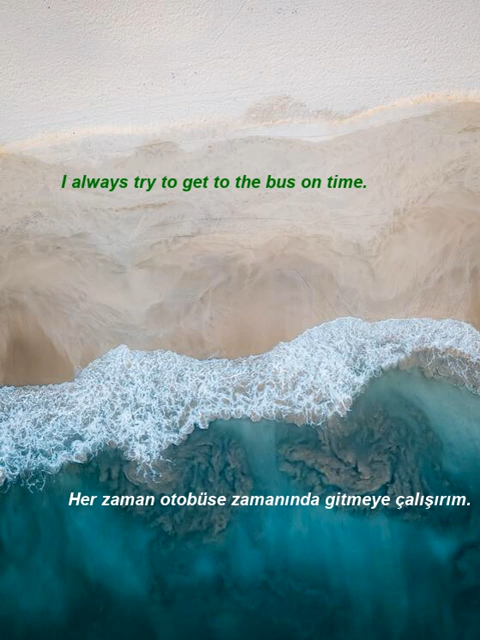 I always try to get to the bus on time.
Her zaman otobüse zamanında gitmeye çalışırım.